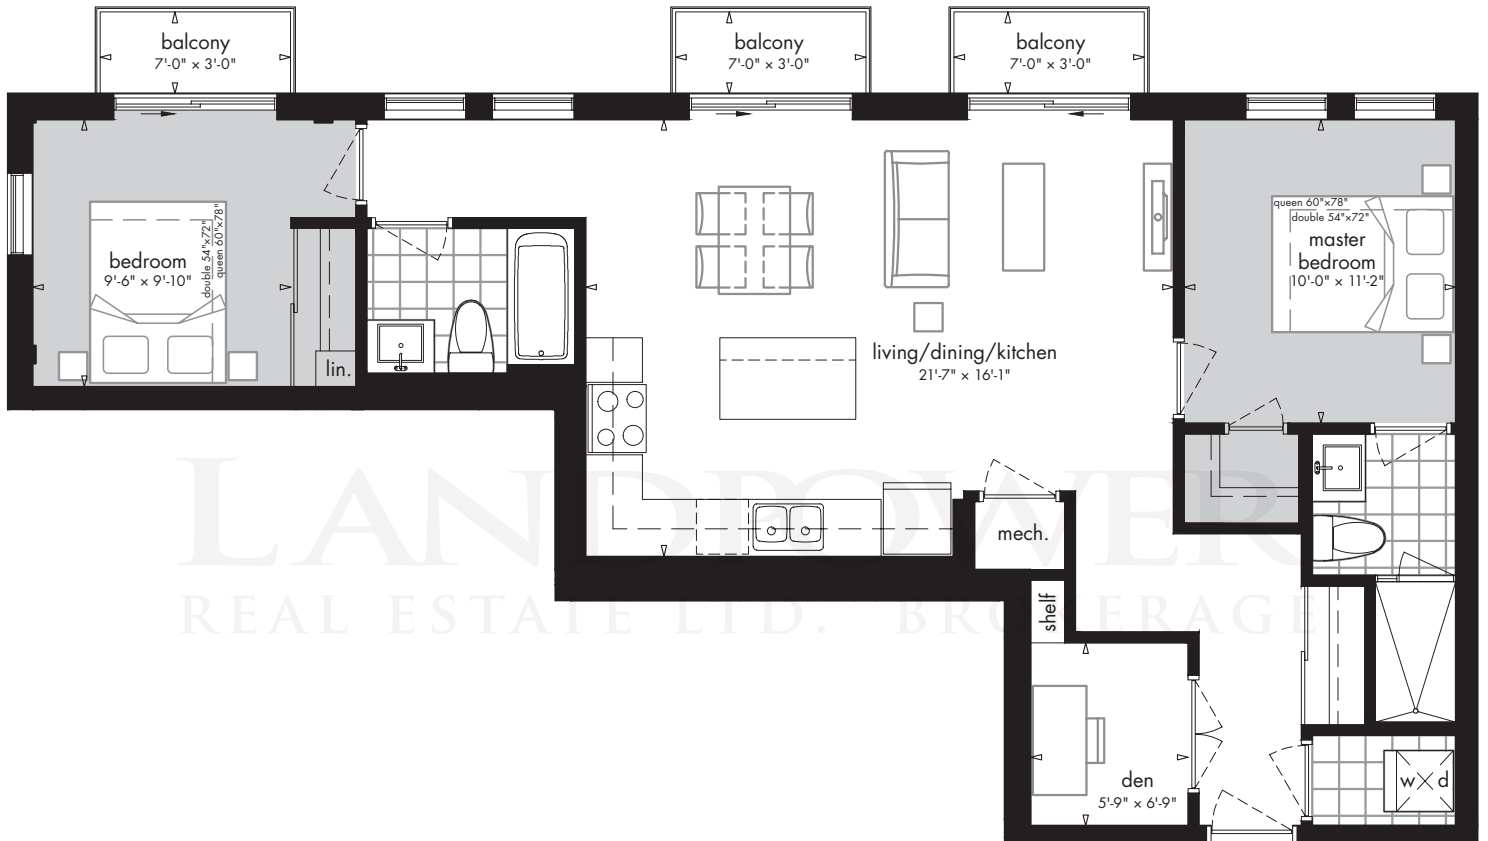 balcony
7'-0" × 3'-0"
balcony
7'-0" × 3'-0"
balcony
7'-0" × 3'-0"
bedroom
9'-6" × 9'-10"
double 54"x72"
queen 60"x78"
lin.
living/dining/kitchen
21'-7" × 16'-1"
queen 60"x78"
double 54"x72"
master
bedroom
10'-0" × 11'-2"
mech.
LANDPOWER
REAL ESTATE LTD. BROKERAGE
shelf
den
5'-9" × 6'-9"
w d